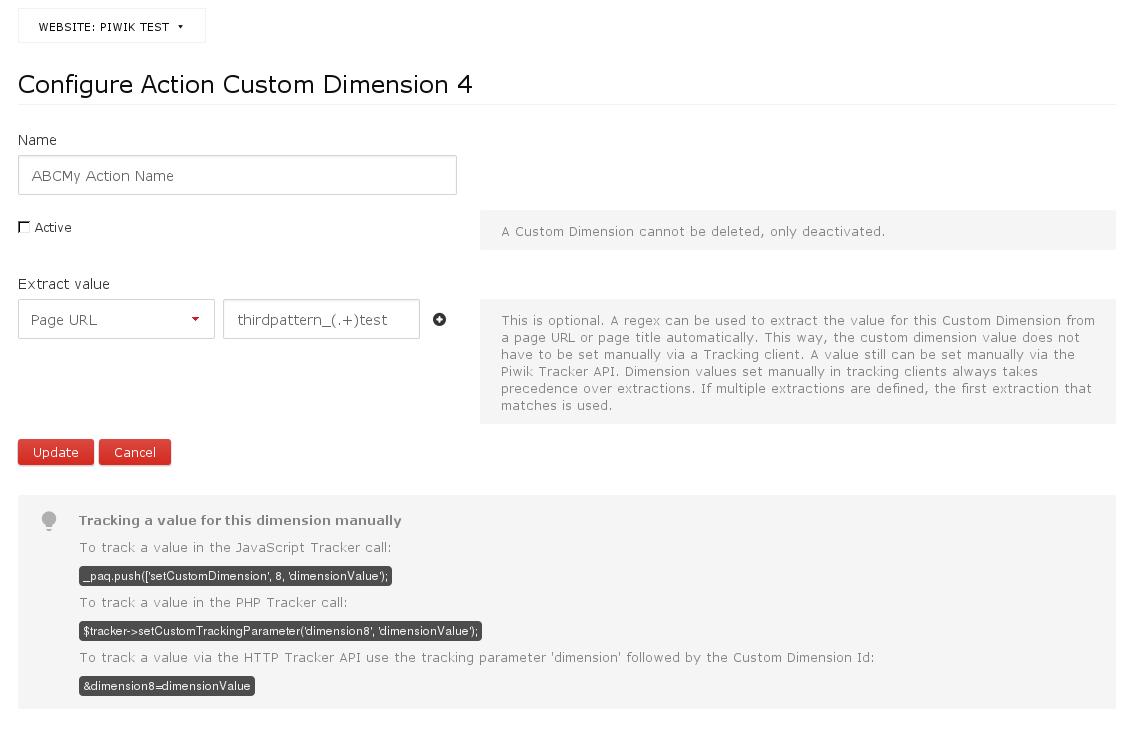 WEBSITE: PIWIK TEST
Configure Action Custom Dimension 4
Name
ABCMy Action Name
Active
A Custom Dimension cannot be deleted, only deactivated.
Extract value
Page URL
thirdpattern_(.+)test
This is optional. A regex can be used to extract the value for this Custom Dimension from
a page URL or page title automatically. This way, the custom dimension value does not
have to be set manually via a Tracking client. A value still can be set manually via the
Piwik Tracker API. Dimension values set manually in tracking clients always takes
precedence over extractions. If multiple extractions are defined, the first extraction that
matches is used.
Update
Cancel
Tracking a value for this dimension manually
To track a value in the JavaScript Tracker call:
_paq.push(['setCustomDimension', 8, 'dimensionValue');
To track a value in the PHP Tracker call:
$tracker->setCustomTrackingParameter('dimension8', 'dimensionValue');
To track a value via the HTTP Tracker API use the tracking parameter 'dimension' followed by the Custom Dimension Id:
&dimension8=dimensionValue